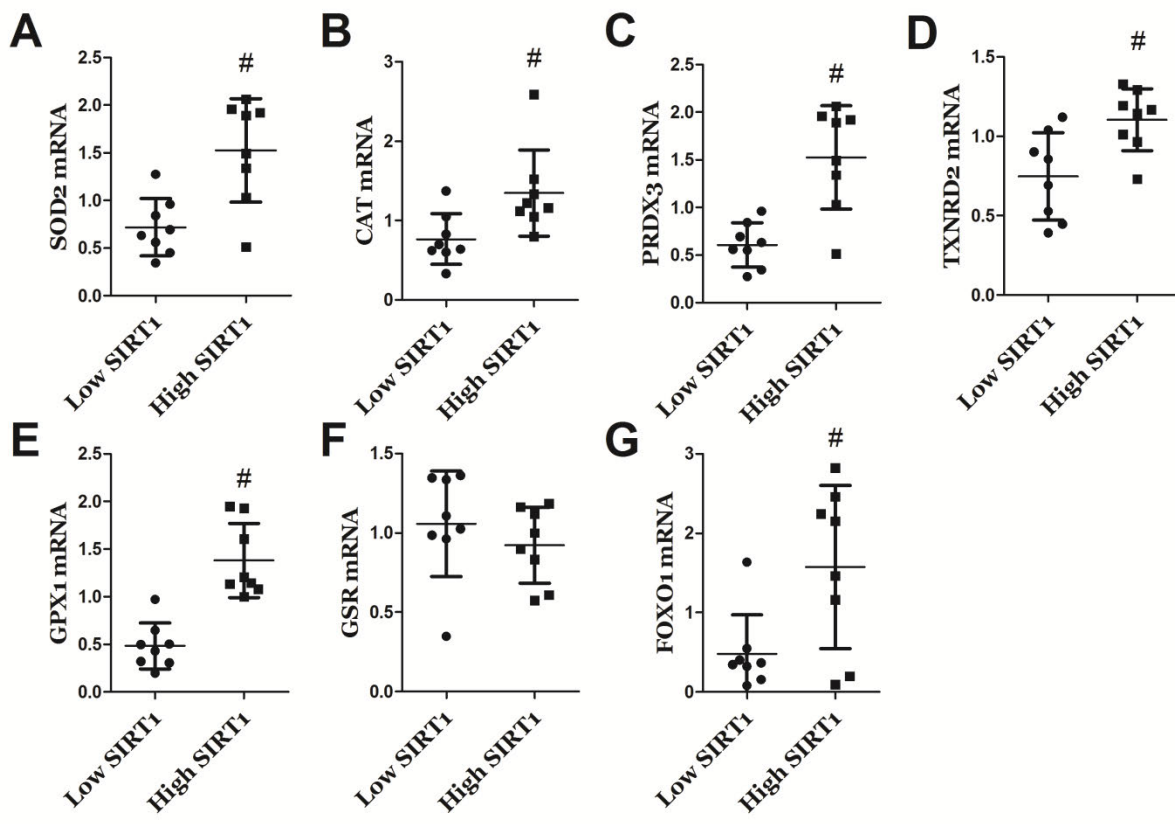 A
SOD2 mRNA
2.5
2.0
1.5
1.0
0.5
0.0
#
Low SIRT1
High SIRT1
B
CAT mRNA
3
2
1
0
#
Low SIRT1
High SIRT1
C
PRDX3 mRNA
2.5
2.0
1.5
1.0
0.5
0.0
#
Low SIRT1
High SIRT1
D
TXNRD2 mRNA
1.5
1.0
0.5
0.0
#
Low SIRT1
High SIRT1
E
GPX1 mRNA
2.5
2.0
1.5
1.0
0.5
0.0
#
Low SIRT1
High SIRT1
F
GSR mRNA
1.5
1.0
0.5
0.0
Low SIRT1
High SIRT1
G
FOXO1 mRNA
3
2
1
0
#
Low SIRT1
High SIRT1